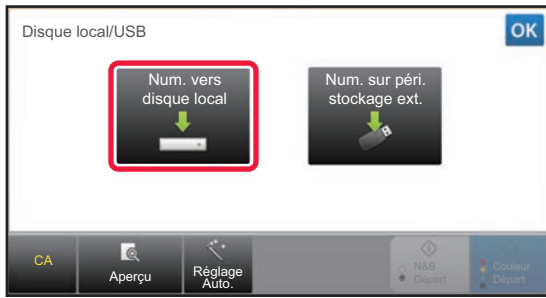 Disque local/USB
OK
Num. vers
disque local
Num. sur péri.
stockage ext.
CA
Aperçu
Réglage
Auto.
N&B
Départ
Couleur
Départ